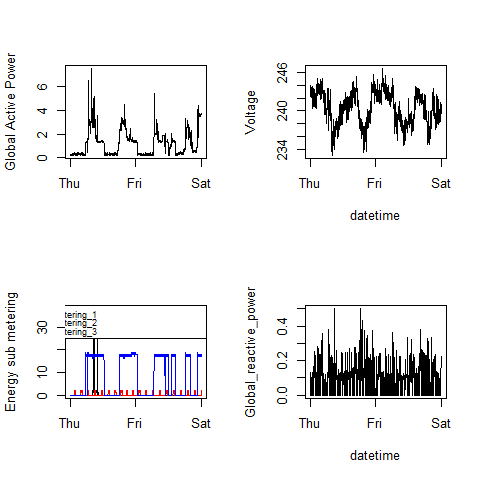 Global Active Power
0 2 4 6
Thu Fri Sat
Voltage
234 240 246
Thu Fri Sat
datetime
Energy sub metering
0 10 30
tering_1
tering_2
tering_3
Thu Fri Sat
Global_reactive_power
0.0 0.2 0.4
Thu Fri Sat
datetime